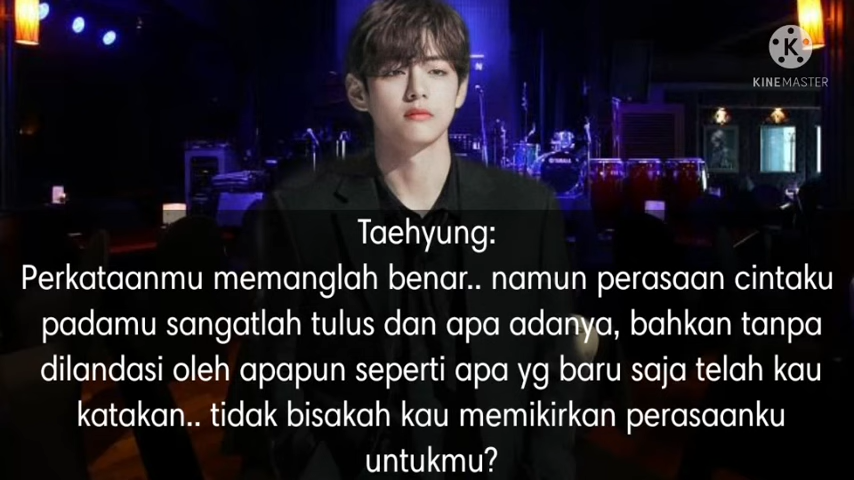 KINEMASTER
Taehyung:
Perkataanmu memanglah benar.. namun perasaan cintaku
padamu sangatlah tulus dan apa adanya, bahkan tanpa
dilandasi oleh apapun seperti apa yg baru saja telah kau
katakan.. tidak bisakah kau memikirkan perasaanku
untukmu?